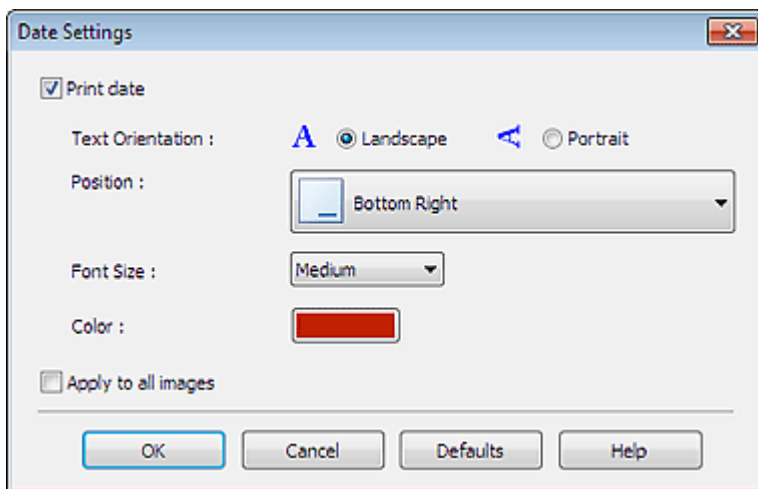 Date Settings
Print date
Text Orientation : A Landscape A Portrait
Position : Bottom Right
Font Size : Medium
Color :
Apply to all images
OK Cancel Defaults Help